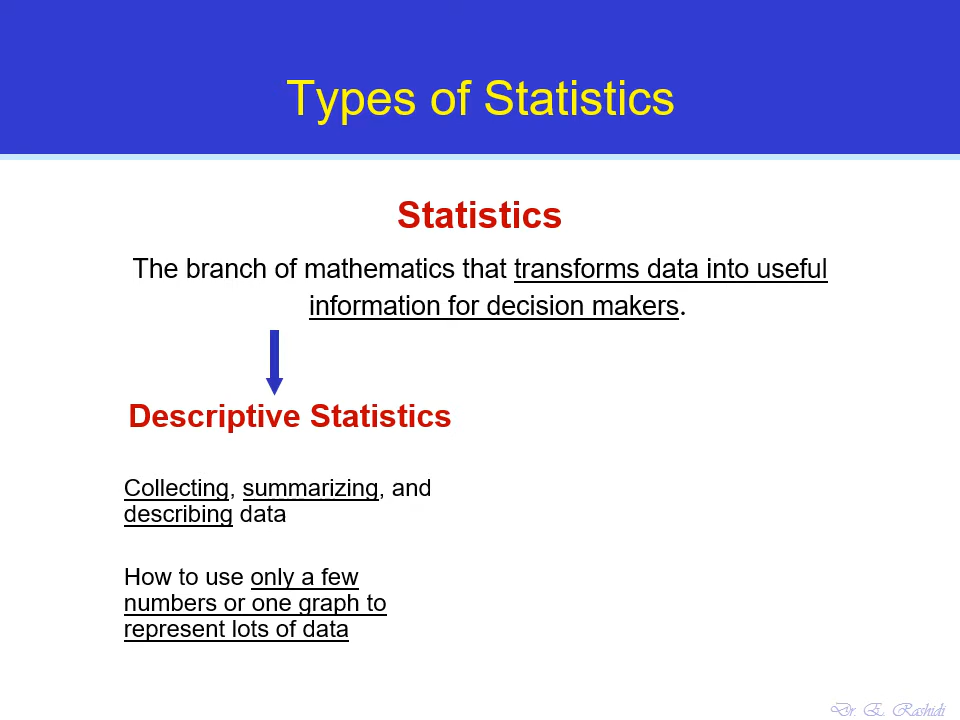 Types of Statistics
Statistics
The branch of mathematics that transforms data into useful
information for decision makers.
Descriptive Statistics
Collecting, summarizing, and
describing data
How to use only a few
numbers or one graph to
represent lots of data
Dr. E. Rashidi